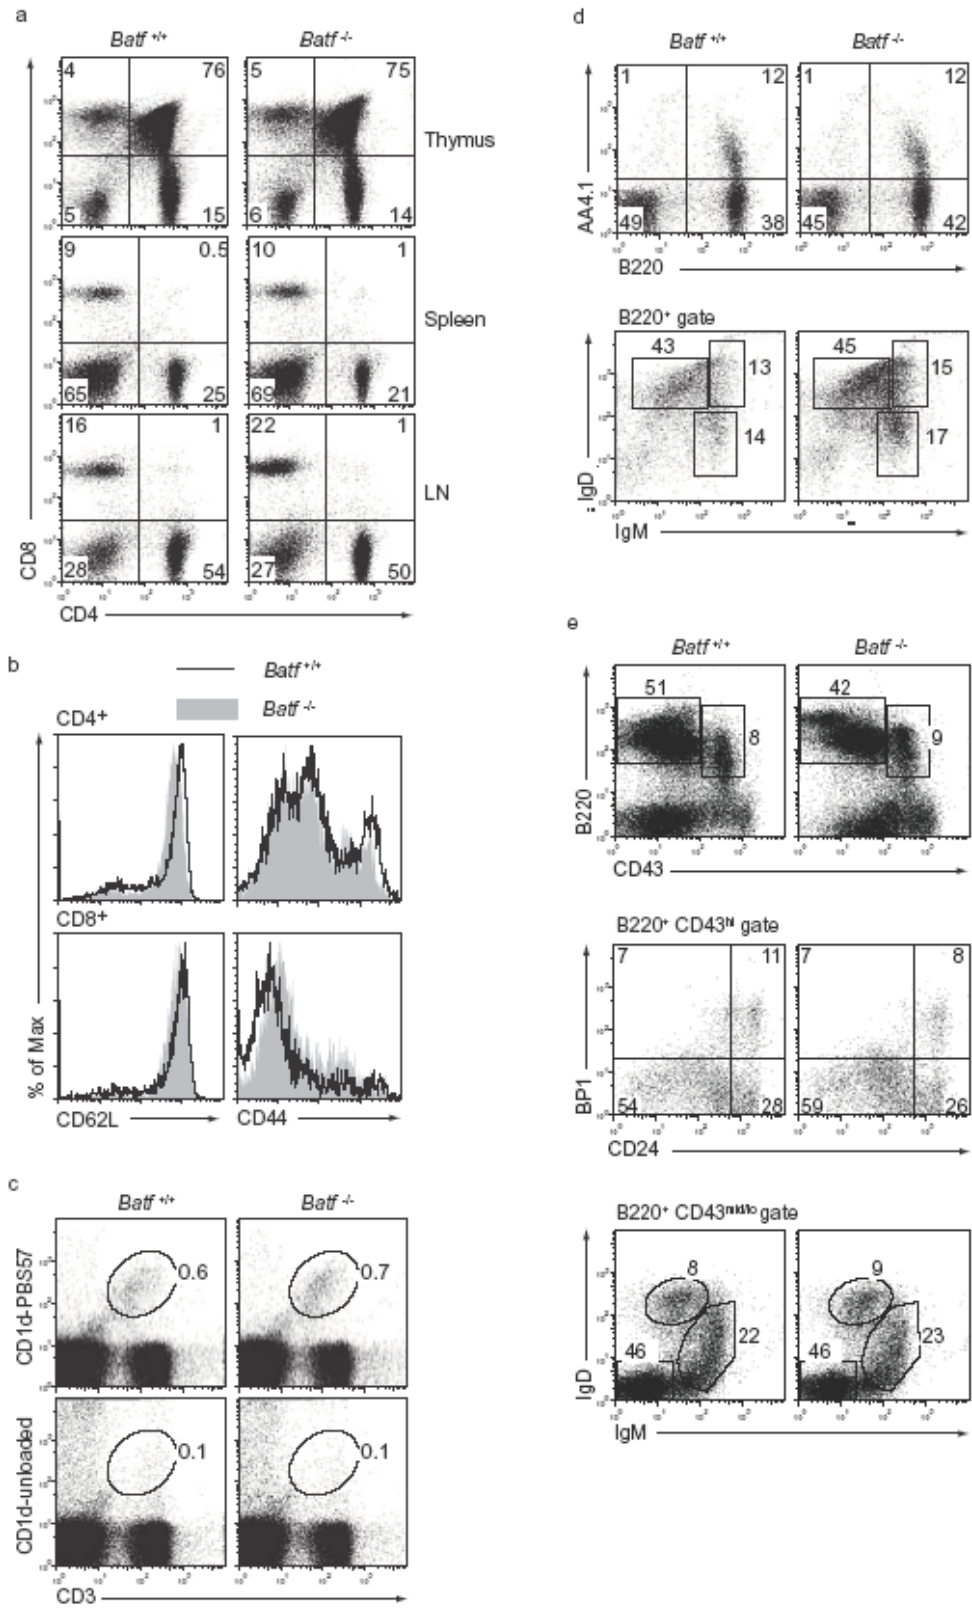 a
Batf +/+ Batf -/-
4 76 5 75
Thymus
5 15 6 14
9 0.5 10 1
Spleen
65 25 69 21
16 1 22 1
LN
28 54 27 50
CD8
CD4
b
Batf +/+
Batf -/-
CD4+
CD8+
% of Max
CD62L CD44
c
Batf +/+ Batf -/-
CD1d-PBS57
0.6 0.7
CD1d-unloaded
0.1 0.1
CD3
d
Batf +/+ Batf -/-
1 12 1 12
AA4.1
49 38 45 42
B220
B220+ gate
43 45
13 15
14 17
IgD
IgM
e
Batf +/+ Batf -/-
51 42
8 9
B220
CD43
B220+ CD43hi gate
7 11 8
BP1
54 28 59 26
CD24
B220+ CD43mid/lo gate
8 9
22 23
46 46
IgD
IgM